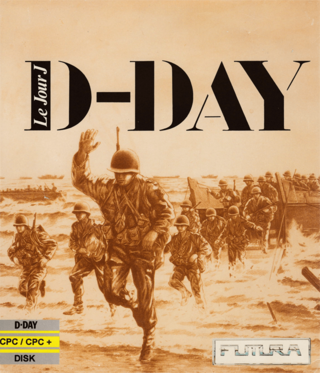 Le Jour J
D-DAY
D-DAY
CPC / CPC +
DISK
FUTURA